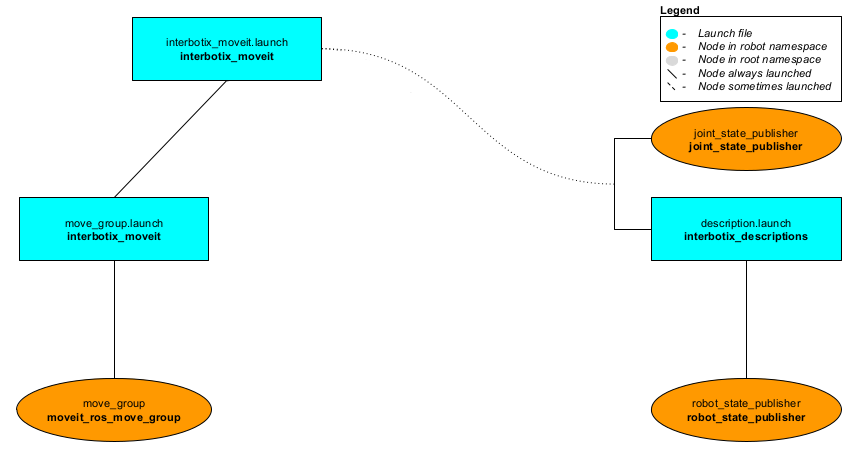 Legend
- Launch file
- Node in robot namespace
- Node in root namespace
- Node always launched
- Node sometimes launched
interbotix_moveit.launch
interbotix_moveit
joint_state_publisher
joint_state_publisher
move_group.launch
interbotix_moveit
description.launch
interbotix_descriptions
move_group
moveit_ros_move_group
robot_state_publisher
robot_state_publisher